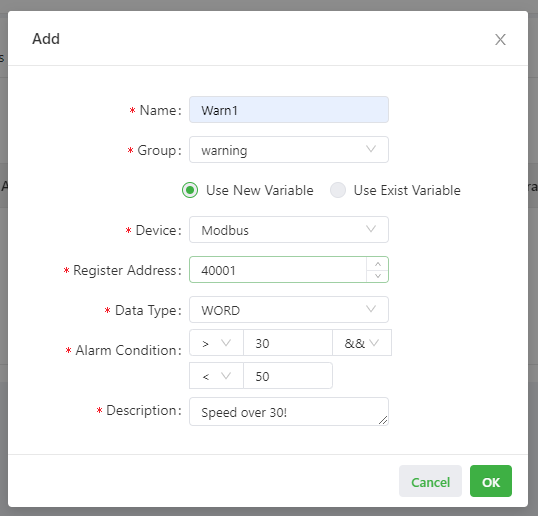 Add
* Name: Warn1
* Group: warning
Use New Variable Use Exist Variable
* Device: Modbus
* Register Address: 40001
* Data Type: WORD
* Alarm Condition: > 30 &&
< 50
* Description: Speed over 30!
Cancel OK